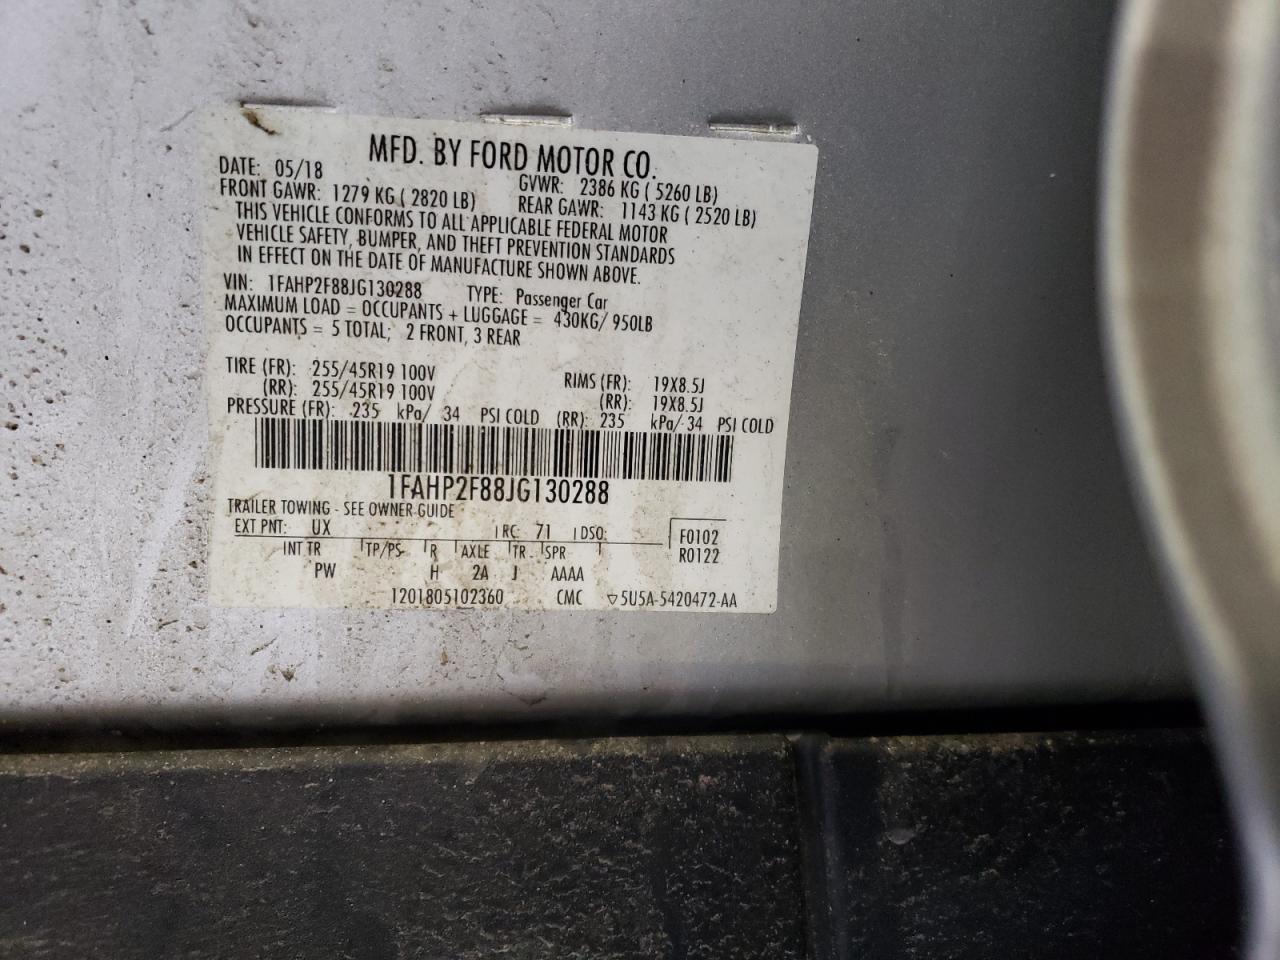 MFD. BY FORD MOTOR CO.
DATE: 05/18 GVWR: 2386 KG ( 5260 LB)
FRONT GAWR: 1279 KG ( 2820 LB) REAR GAWR: 1143 KG ( 2520 LB)
THIS VEHICLE CONFORMS TO ALL APPLICABLE FEDERAL MOTOR
VEHICLE SAFETY, BUMPER, AND THEFT PREVENTION STANDARDS
IN EFFECT ON THE DATE OF MANUFACTURE SHOWN ABOVE.
VIN: 1FAHP2F88JG130288 TYPE: Passenger Car
MAXIMUM LOAD = OCCUPANTS + LUGGAGE = 430KG/ 950LB
OCCUPANTS = 5 TOTAL; 2 FRONT, 3 REAR
TIRE (FR): 255/45R19 100V RIMS (FR): 19X8.5J
(RR): 255/45R19 100V (RR): 19X8.5J
PRESSURE (FR): 235 kPa/ 34 PSI COLD (RR): 235 kPa/ 34 PSI COLD
1FAHP2F88JG130288
TRAILER TOWING - SEE OWNER GUIDE
EXT PNT: UX RC: 71 DSO: F0102
INT TR TP/PS R AXLE TR SPR R0122
PW H 2A J AAAA
1201805102360 CMC ▽5U5A-5420472-AA